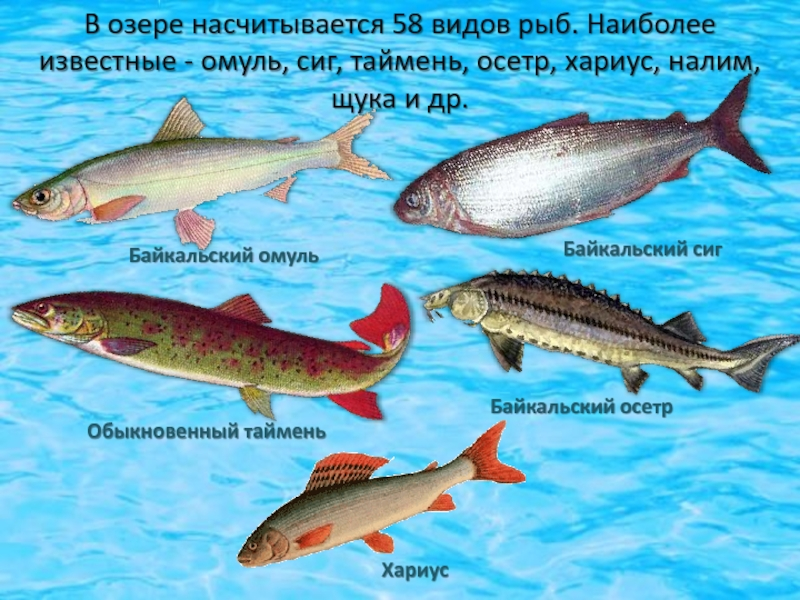 В озере насчитывается 58 видов рыб. Наиболее
известные - омуль, сиг, таймень, осетр, хариус, налим,
щука и др.
Байкальский омуль
Байкальский сиг
Байкальский осетр
Обыкновенный таймень
Хариус